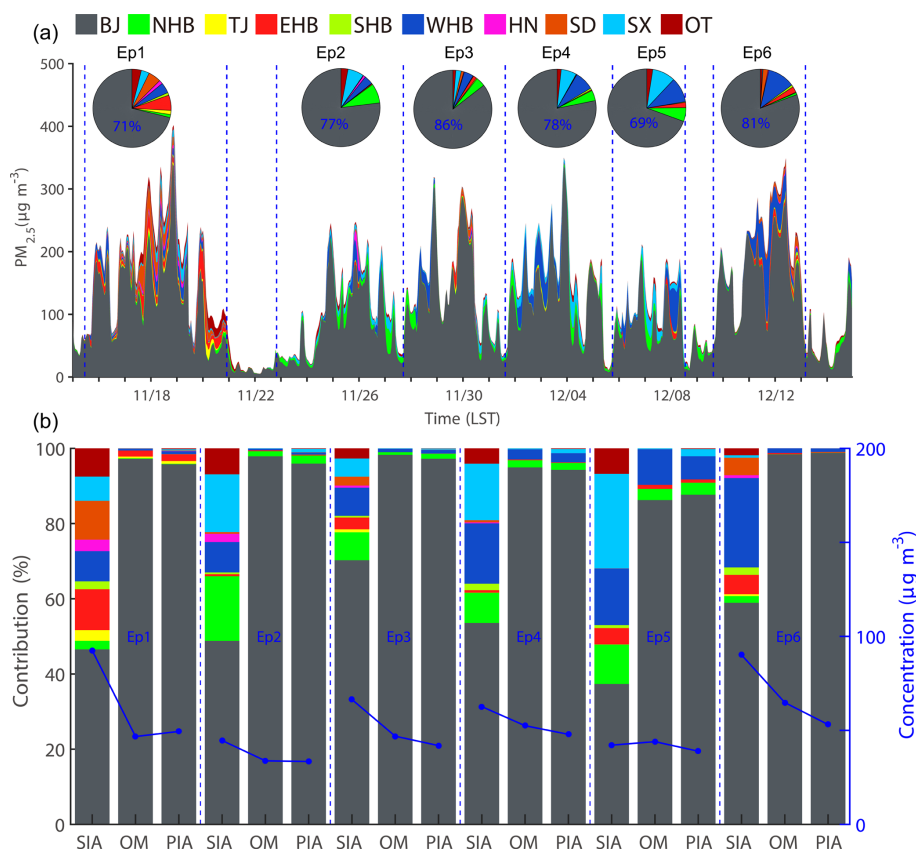 BJ NHB TJ EHB SHB WHB HN SD SX OT
(a)
Ep1 Ep2 Ep3 Ep4 Ep5 Ep6
71% 77% 86% 78% 69% 81%
PM2.5(µg m-3)
500
400
300
200
100
0
11/18 11/22 11/26 11/30 12/04 12/08 12/12
Time (LST)
(b)
Contribution (%)
100
80
60
40
20
0
Ep1 Ep2 Ep3 Ep4 Ep5 Ep6
200
100
0
Concentration (µg m-3)
SIA OM PIA SIA OM PIA SIA OM PIA SIA OM PIA SIA OM PIA SIA OM PIA